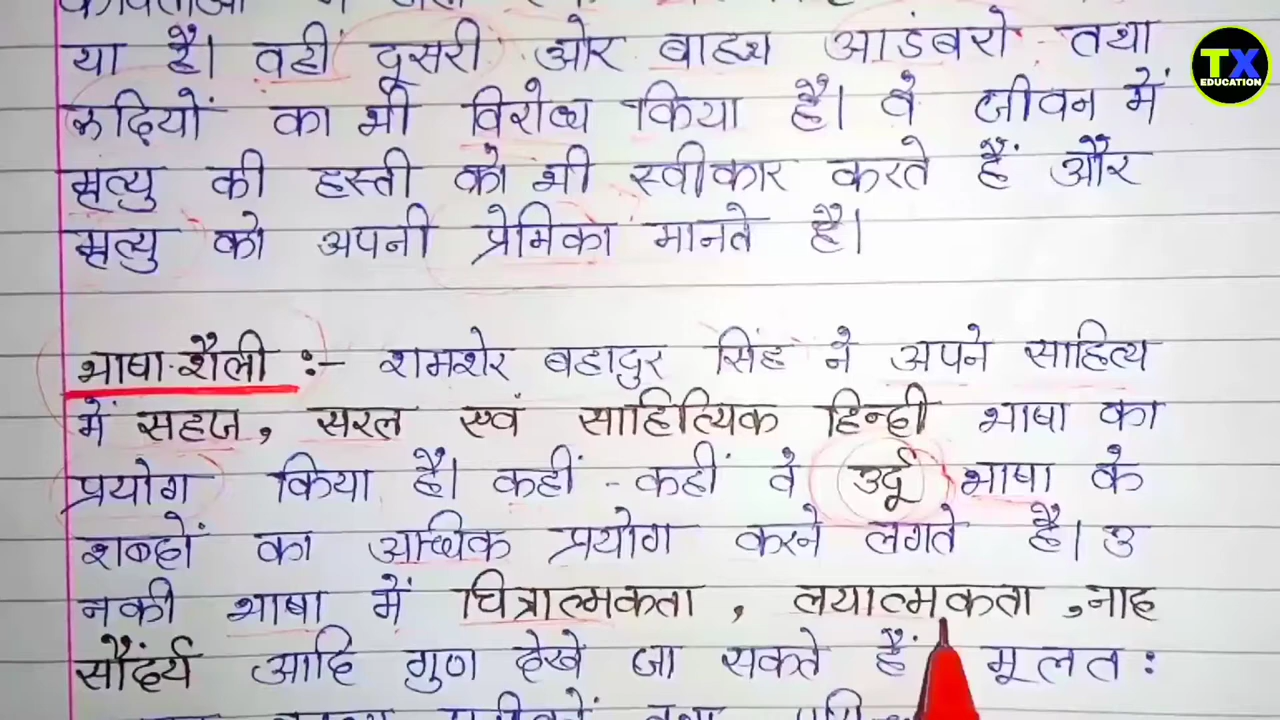 या है। वहीं दूसरी ओर बाह्य आडंबरो तथा
रूढ़ियों का भी विरोध किया है। वे जीवन में
मृत्यु की हस्ती को भी स्वीकार करते हैं और
मृत्यु को अपनी प्रेमिका मानते है।
भाषा-शैली :- शमशेर बहादुर सिंह ने अपने साहित्य
में सहज, सरल एवं साहित्यिक हिन्दी भाषा का
प्रयोग किया है। कहीं - कहीं वे उर्दू भाषा के
शब्दों का अधिक प्रयोग करने लगते है। उ
नकी भाषा में चित्रात्मकता, लयात्मकता, नाद
सौंदर्य आदि गुण देखे जा सकते हैं मूलत:
TX
EDUCATION